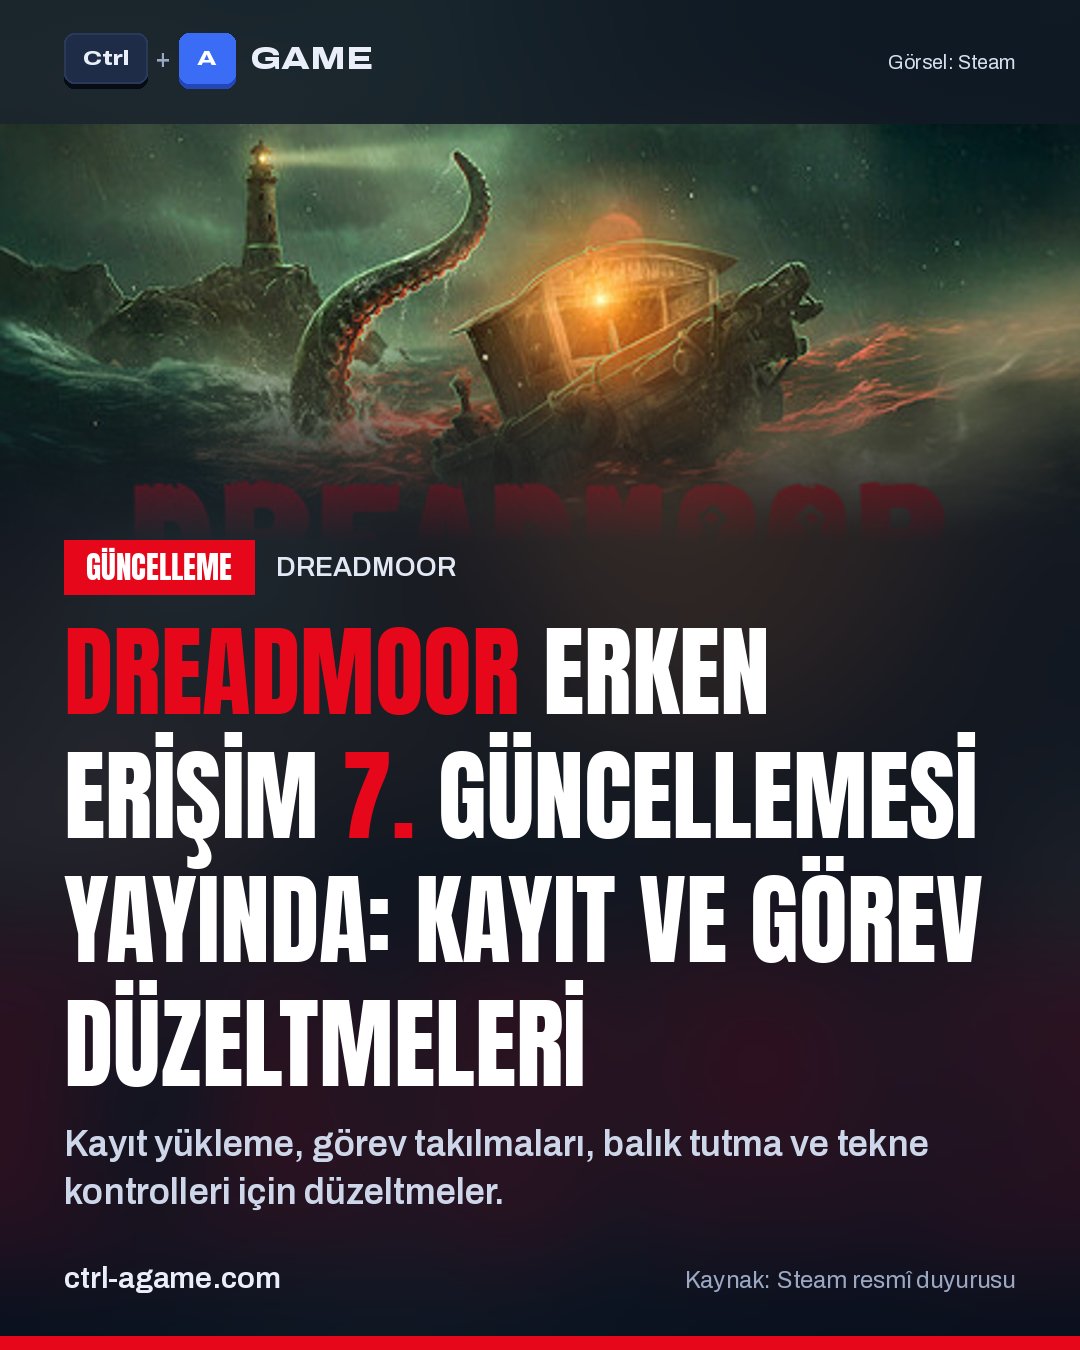 Ctrl + A GAME
Görsel: Steam
DREADMOOR
GÜNCELLEME DREADMOOR
DREADMOOR ERKEN
ERİŞİM 7. GÜNCELLEMESİ
YAYINDA: KAYIT VE GÖREV
DÜZELTMELERİ
Kayıt yükleme, görev takılmaları, balık tutma ve tekne
kontrolleri için düzeltmeler.
ctrl-agame.com
Kaynak: Steam resmî duyurusu